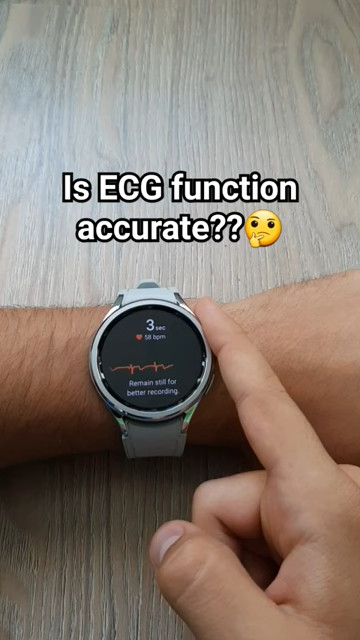 Is ECG function
accurate??🤔
3 sec
58 bpm
Remain still for
better recording.